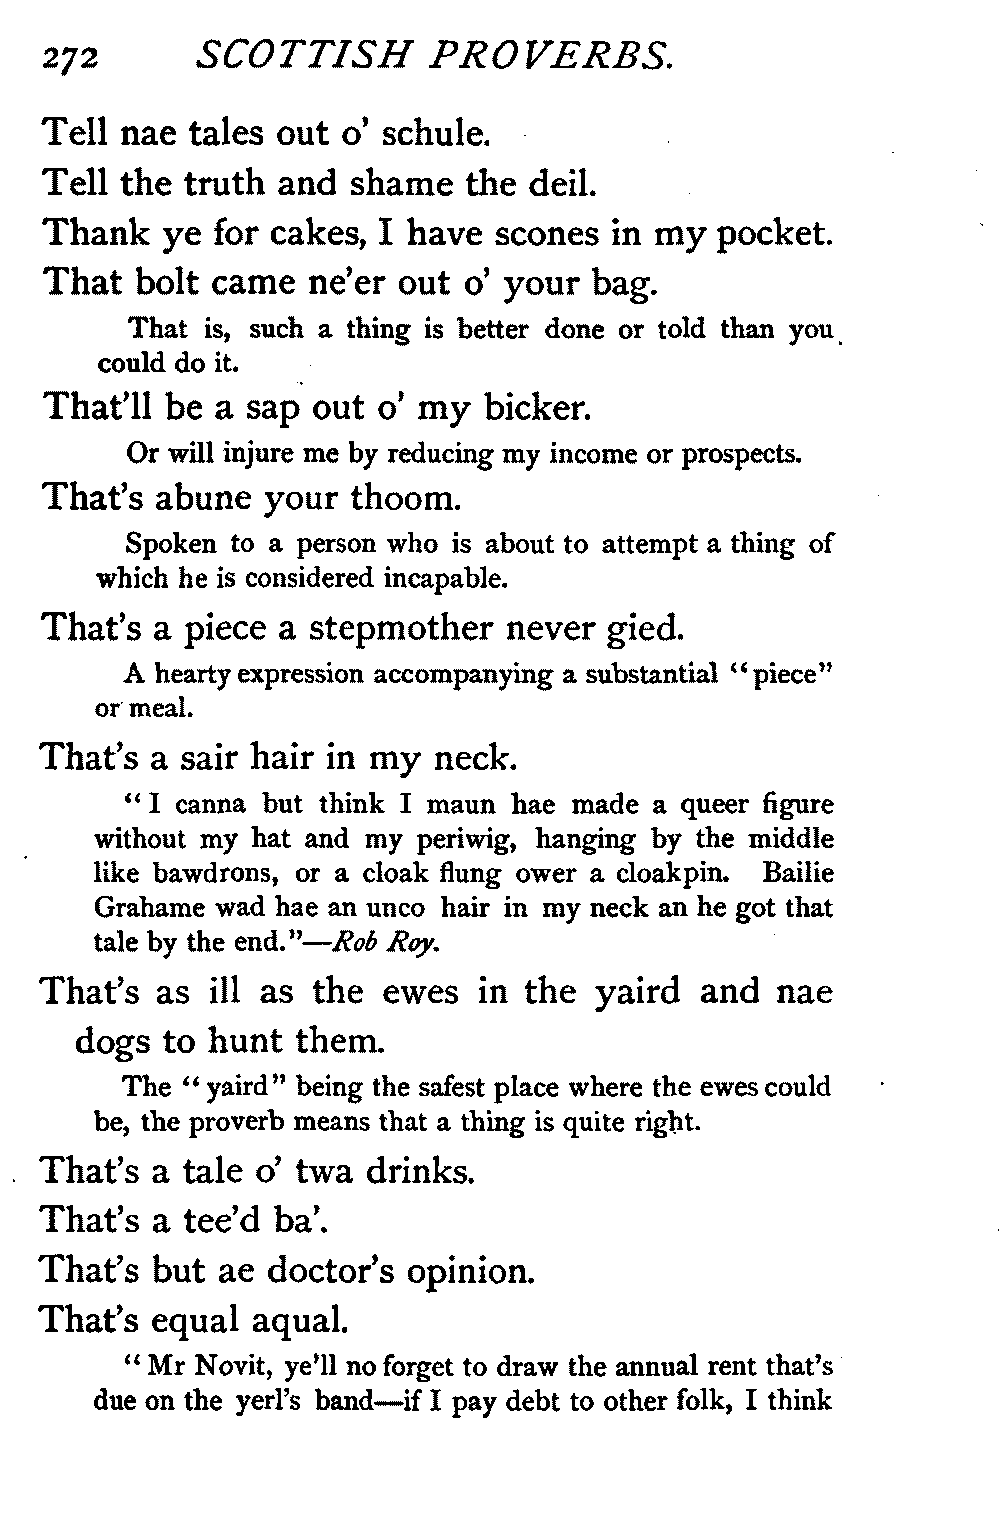 272 SCOTTISH PROVERBS.
Tell nae tales out o' schule.
Tell the truth and shame the deil.
Thank ye for cakes, I have scones in my pocket.
That bolt came ne'er out o' your bag.
That is, such a thing is better done or told than you
could do it.
That'll be a sap out o' my bicker.
Or will injure me by reducing my income or prospects.
That's abune your thoom.
Spoken to a person who is about to attempt a thing of
which he is considered incapable.
That's a piece a stepmother never gied.
A hearty expression accompanying a substantial "piece"
or meal.
That's a sair hair in my neck.
"I canna but think I maun hae made a queer figure
without my hat and my periwig, hanging by the middle
like bawdrons, or a cloak flung ower a cloakpin. Bailie
Grahame wad hae an unco hair in my neck an he got that
tale by the end."—Rob Roy.
That's as ill as the ewes in the yaird and nae
dogs to hunt them.
The "yaird" being the safest place where the ewes could
be, the proverb means that a thing is quite right.
That's a tale o' twa drinks.
That's a tee'd ba'.
That's but ae doctor's opinion.
That's equal aqual.
"Mr Novit, ye'll no forget to draw the annual rent that's
due on the yerl's band—if I pay debt to other folk, I think